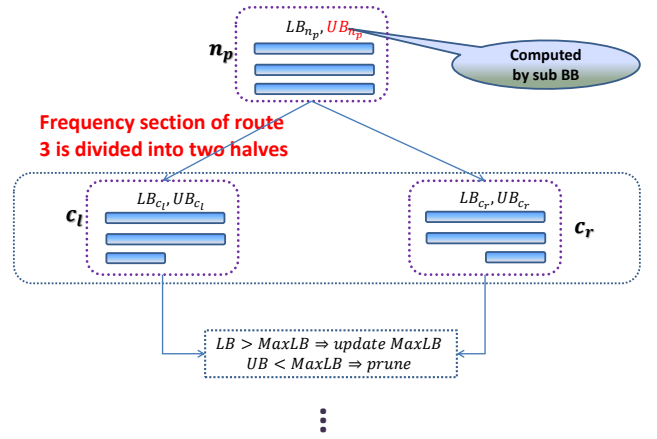 LB_{n_p}, UB_{n_p}
n_p
Computed
by sub BB
Frequency section of route
3 is divided into two halves
LB_{c_l}, UB_{c_l}
c_l
LB_{c_r}, UB_{c_r}
c_r
LB > MaxLB ⇒ update MaxLB
UB < MaxLB ⇒ prune